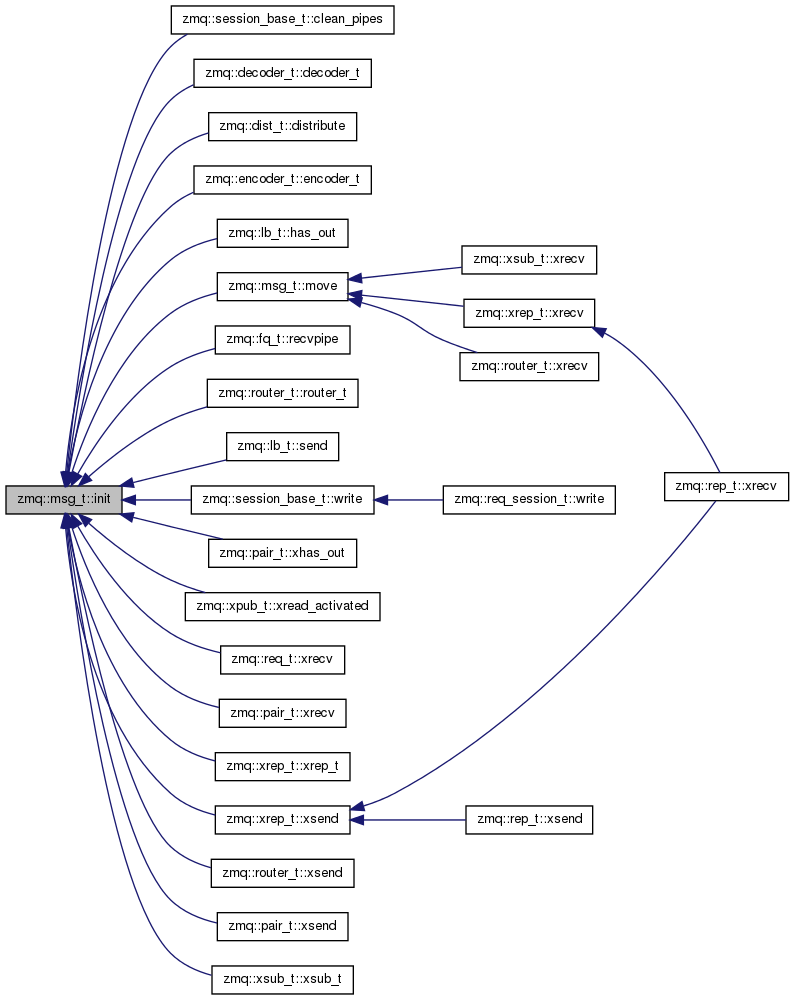 zmq::session_base_t::clean_pipes
zmq::decoder_t::decoder_t
zmq::dist_t::distribute
zmq::encoder_t::encoder_t
zmq::lb_t::has_out
zmq::xsub_t::xrecv
zmq::msg_t::move
zmq::xrep_t::xrecv
zmq::fq_t::recvpipe
zmq::router_t::xrecv
zmq::router_t::router_t
zmq::lb_t::send
zmq::rep_t::xrecv
zmq::msg_t::init
zmq::session_base_t::write
zmq::req_session_t::write
zmq::pair_t::xhas_out
zmq::xpub_t::xread_activated
zmq::req_t::xrecv
zmq::pair_t::xrecv
zmq::xrep_t::xrep_t
zmq::xrep_t::xsend
zmq::rep_t::xsend
zmq::router_t::xsend
zmq::pair_t::xsend
zmq::xsub_t::xsub_t